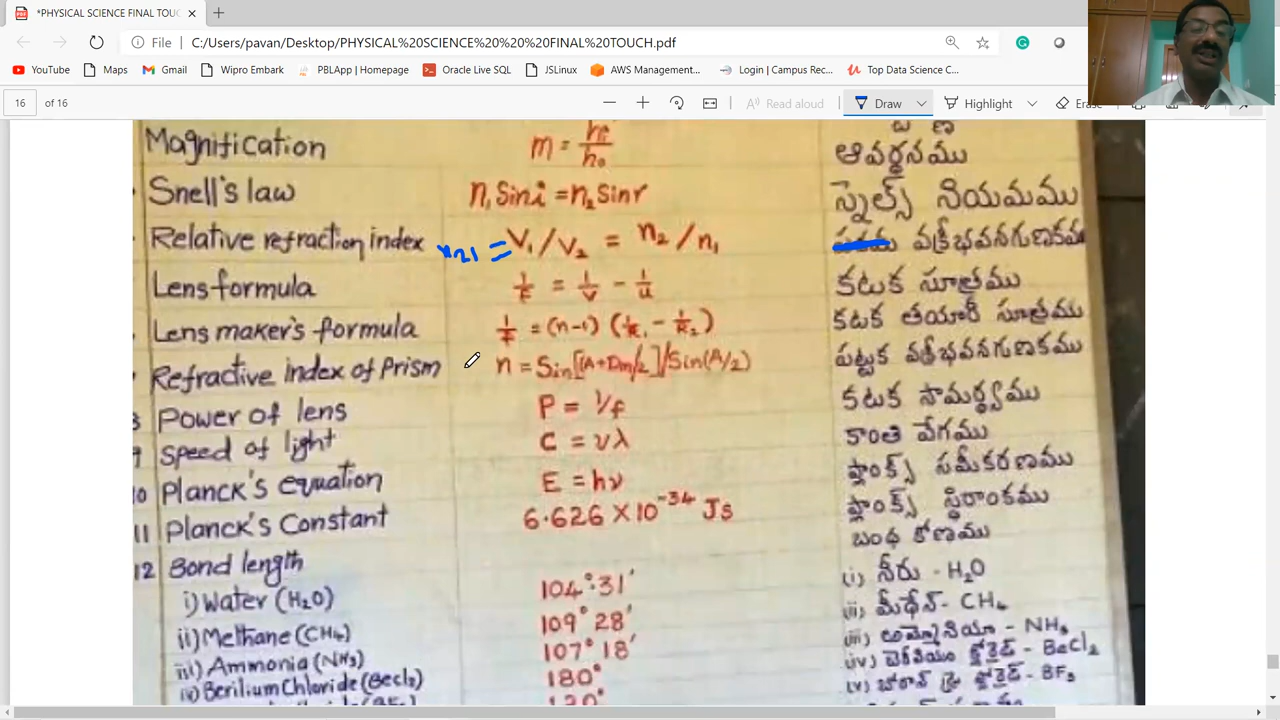 *PHYSICAL SCIENCE FINAL TOUC
File C:/Users/pavan/Desktop/PHYSICAL%20SCIENCE%20%20%20FINAL%20TOUCH.pdf
YouTube Maps Gmail Wipro Embark PBLApp | Homepage Oracle Live SQL JSLinux AWS Management... Login | Campus Rec... Top Data Science C...
16 of 16 Read aloud Draw Highlight Erase
Magnification m = hi/ho ఆవర్ధనము
Snell's law n₁ Sini = n₂ Sinr స్నెల్స్ నియమము
Relative refraction index n21 = V₁/V₂ = n₂/n₁ వక్రీభవనగుణకము
Lens formula 1/F = 1/v - 1/u కటక సూత్రము
Lens maker's formula 1/F = (n-1) (1/R₁ - 1/R₂) కటక తయారీ సూత్రము
Refractive index of Prism n = Sin[(A+Dm/2]/Sin(A/2) పట్టక వక్రీభవనగుణకము
8 Power of lens P = 1/f కటక సామర్థ్యము
9 Speed of light C = νλ కాంతి వేగము
10 Planck's equation E = hν ప్లాంక్స్ సమీకరణము
11 Planck's Constant 6.626 × 10⁻³⁴ Js ప్లాంక్స్ స్థిరాంకము
12 Bond length బంధ కోణము
i) Water (H₂O) 104°.31' (i) నీరు - H₂O
ii) Methane (CH₄) 109° 28' (ii) మీథేన్ - CH₄
iii) Ammonia (NH₃) 107° 18' (iii) అమ్మోనియా - NH₃
iv) Berilium Chloride (Becl₂) 180° (iv) బెరీలియం క్లోరైడ్ - BeCl₂
120° (v) బోరాన్ ట్రై క్లోరైడ్ - BF₃